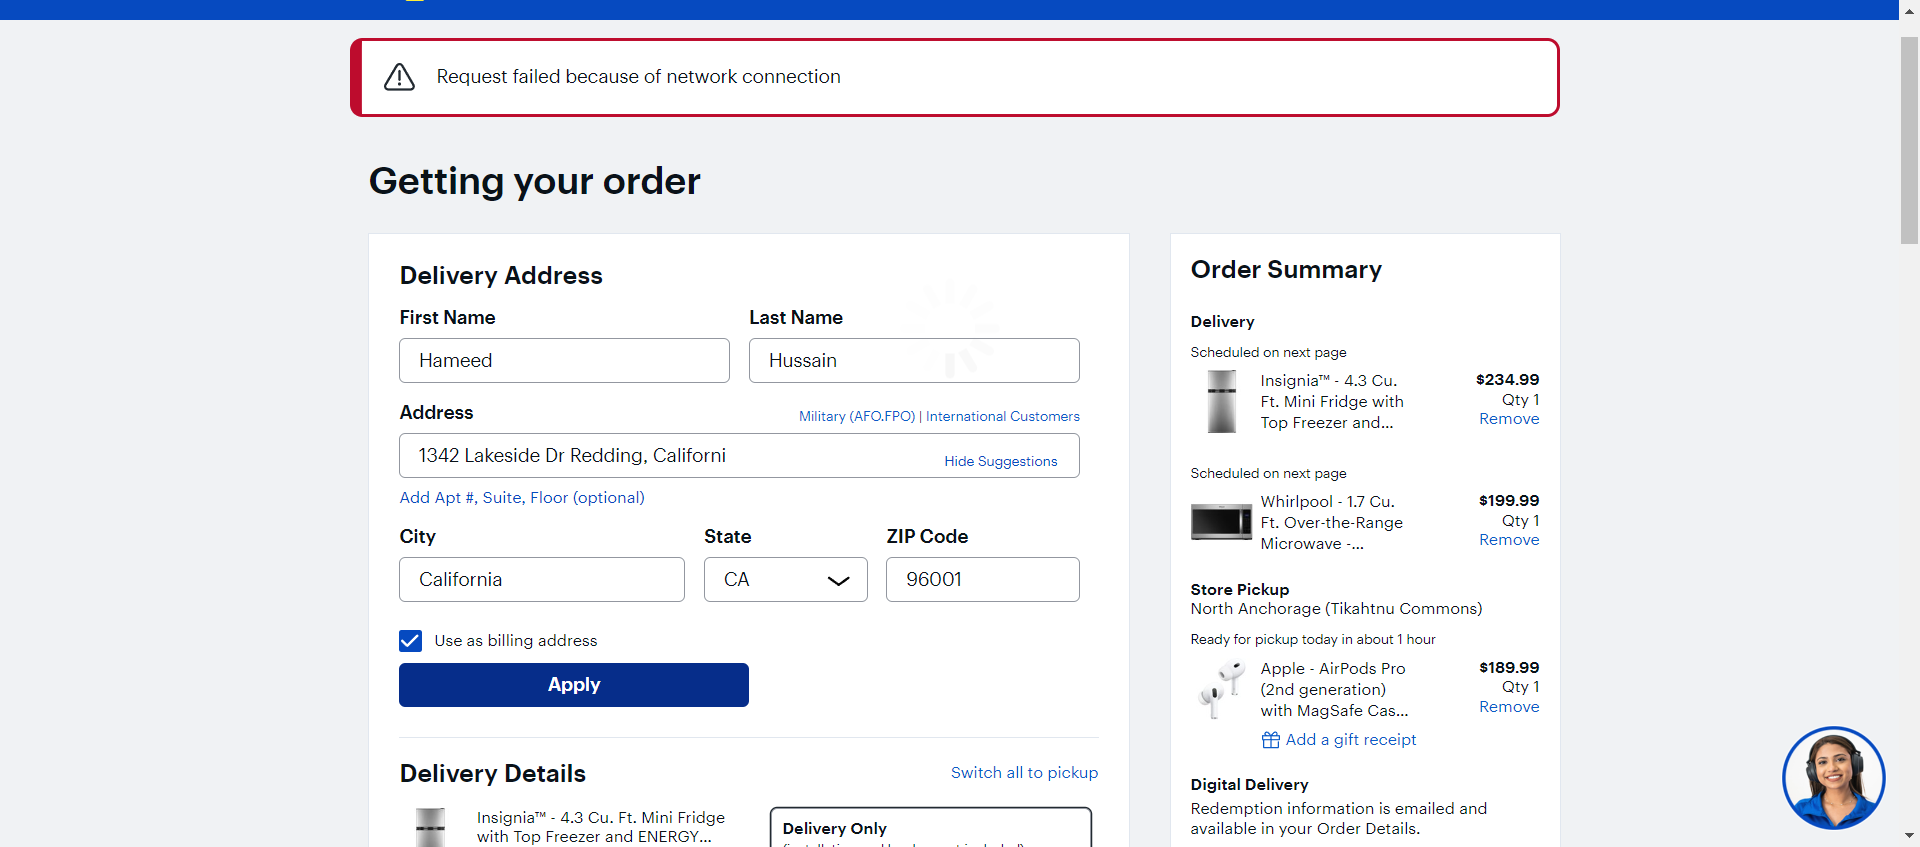 Request failed because of network connection
Getting your order
Delivery Address
First Name
Last Name
Hameed
Hussain
Address
Military (AFO.FPO) | International Customers
1342 Lakeside Dr Redding, Californi
Hide Suggestions
Add Apt #, Suite, Floor (optional)
City
State
ZIP Code
California
CA
96001
Use as billing address
Apply
Delivery Details
Switch all to pickup
Insignia™ - 4.3 Cu. Ft. Mini Fridge
with Top Freezer and ENERGY...
Delivery Only
Order Summary
Delivery
Scheduled on next page
Insignia™ - 4.3 Cu.
Ft. Mini Fridge with
Top Freezer and...
$234.99
Qty 1
Remove
Scheduled on next page
Whirlpool - 1.7 Cu.
Ft. Over-the-Range
Microwave -...
$199.99
Qty 1
Remove
Store Pickup
North Anchorage (Tikahtnu Commons)
Ready for pickup today in about 1 hour
Apple - AirPods Pro
(2nd generation)
with MagSafe Cas...
$189.99
Qty 1
Remove
Add a gift receipt
Digital Delivery
Redemption information is emailed and
available in your Order Details.